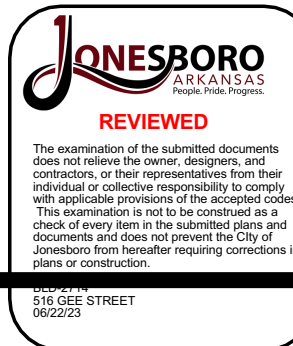 JONESBORO
ARKANSAS
People. Pride. Progress.
REVIEWED
The examination of the submitted documents
does not relieve the owner, designers, and
contractors, or their representatives from their
individual or collective responsibility to comply
with applicable provisions of the accepted codes
This examination is not to be construed as a
check of every item in the submitted plans and
documents and does not prevent the CIty of
Jonesboro from hereafter requiring corrections i
plans or construction.
BLD-2714
516 GEE STREET
06/22/23